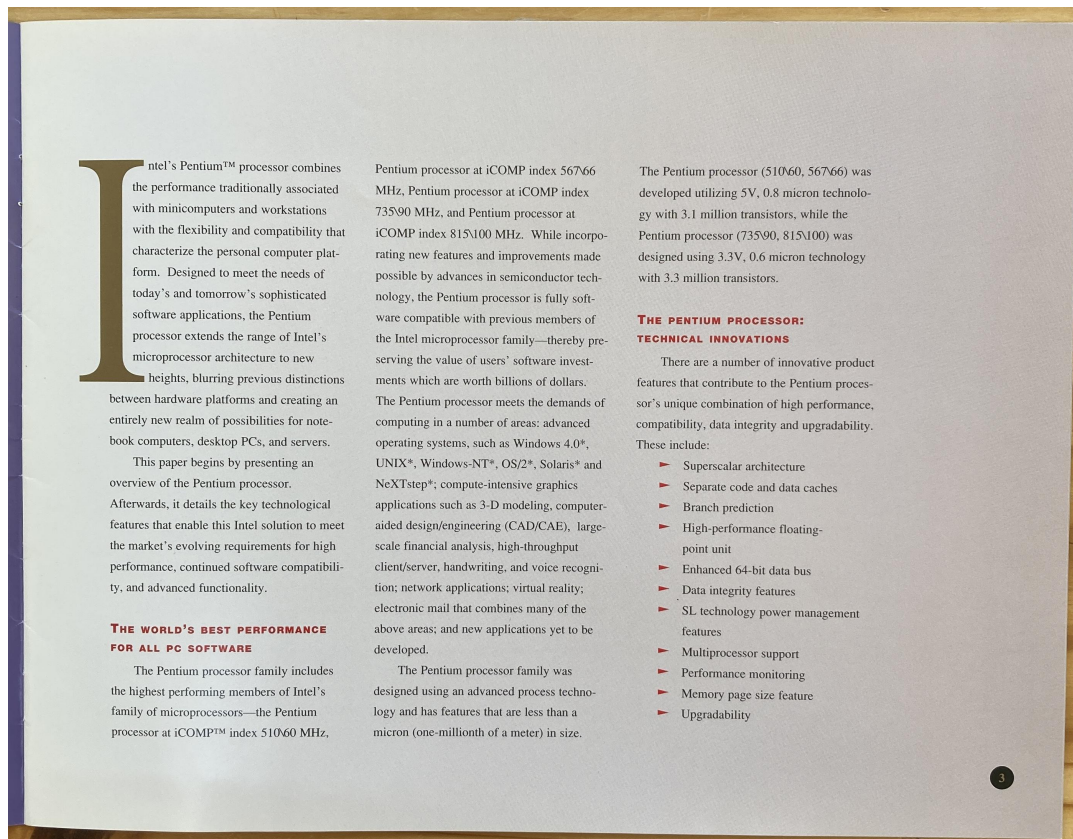 Intel's Pentium™ processor combines
the performance traditionally associated
with minicomputers and workstations
with the flexibility and compatibility that
characterize the personal computer plat-
form. Designed to meet the needs of
today's and tomorrow's sophisticated
software applications, the Pentium
processor extends the range of Intel's
microprocessor architecture to new
heights, blurring previous distinctions
between hardware platforms and creating an
entirely new realm of possibilities for note-
book computers, desktop PCs, and servers.
This paper begins by presenting an
overview of the Pentium processor.
Afterwards, it details the key technological
features that enable this Intel solution to meet
the market's evolving requirements for high
performance, continued software compatibili-
ty, and advanced functionality.
THE WORLD'S BEST PERFORMANCE
FOR ALL PC SOFTWARE
The Pentium processor family includes
the highest performing members of Intel's
family of microprocessors—the Pentium
processor at iCOMP™ index 510\60 MHz,
Pentium processor at iCOMP index 567\66
MHz, Pentium processor at iCOMP index
735\90 MHz, and Pentium processor at
iCOMP index 815\100 MHz. While incorpo-
rating new features and improvements made
possible by advances in semiconductor tech-
nology, the Pentium processor is fully soft-
ware compatible with previous members of
the Intel microprocessor family—thereby pre-
serving the value of users' software invest-
ments which are worth billions of dollars.
The Pentium processor meets the demands of
computing in a number of areas: advanced
operating systems, such as Windows 4.0*,
UNIX*, Windows-NT*, OS/2*, Solaris* and
NeXTstep*; compute-intensive graphics
applications such as 3-D modeling, computer-
aided design/engineering (CAD/CAE), large-
scale financial analysis, high-throughput
client/server, handwriting, and voice recogni-
tion; network applications; virtual reality;
electronic mail that combines many of the
above areas; and new applications yet to be
developed.
The Pentium processor family was
designed using an advanced process techno-
logy and has features that are less than a
micron (one-millionth of a meter) in size.
The Pentium processor (510\60, 567\66) was
developed utilizing 5V, 0.8 micron technolo-
gy with 3.1 million transistors, while the
Pentium processor (735\90, 815\100) was
designed using 3.3V, 0.6 micron technology
with 3.3 million transistors.
THE PENTIUM PROCESSOR:
TECHNICAL INNOVATIONS
There are a number of innovative product
features that contribute to the Pentium proces-
sor's unique combination of high performance,
compatibility, data integrity and upgradability.
These include:
► Superscalar architecture
► Separate code and data caches
► Branch prediction
► High-performance floating-
point unit
► Enhanced 64-bit data bus
► Data integrity features
► SL technology power management
features
► Multiprocessor support
► Performance monitoring
► Memory page size feature
► Upgradability
3